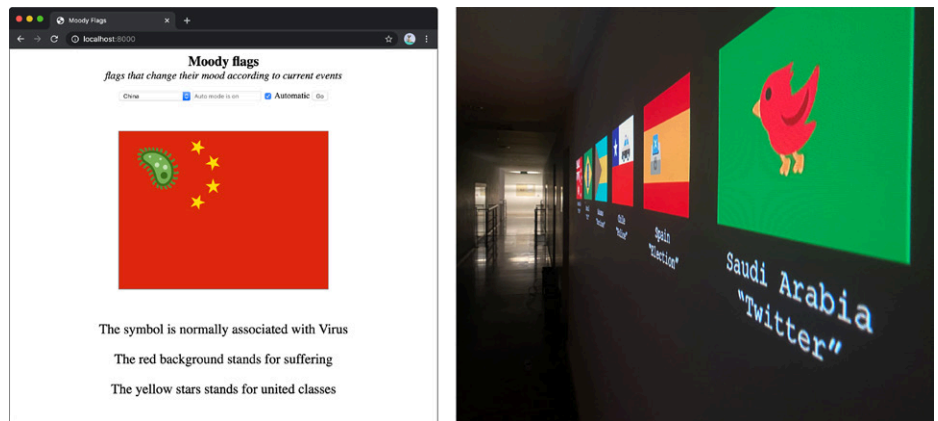 Moody Flags
localhost:8000
Moody flags
flags that change their mood according to current events
China
Auto mode is on
Automatic
Go
The symbol is normally associated with Virus
The red background stands for suffering
The yellow stars stands for united classes
Chile
"Police"
Spain
"Election"
Saudi Arabia
"Twitter"